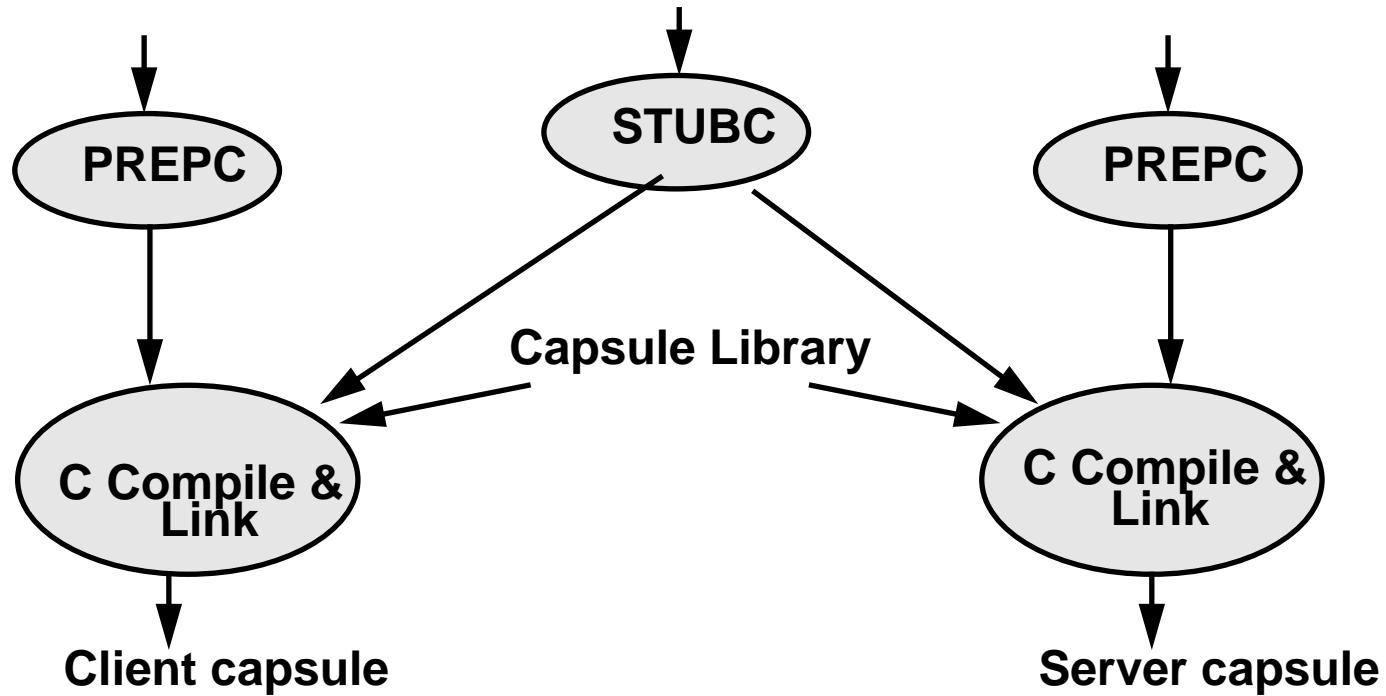 STUBC
PREPC
PREPC
Capsule Library
C Compile &
Link
C Compile &
Link
Client capsule
Server capsule